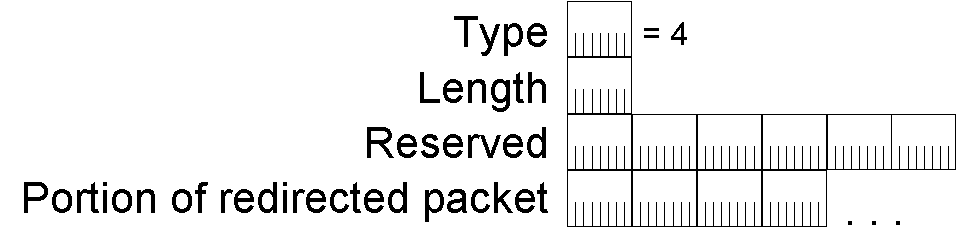 Type = 4
Length
Reserved
Portion of redirected packet . . .